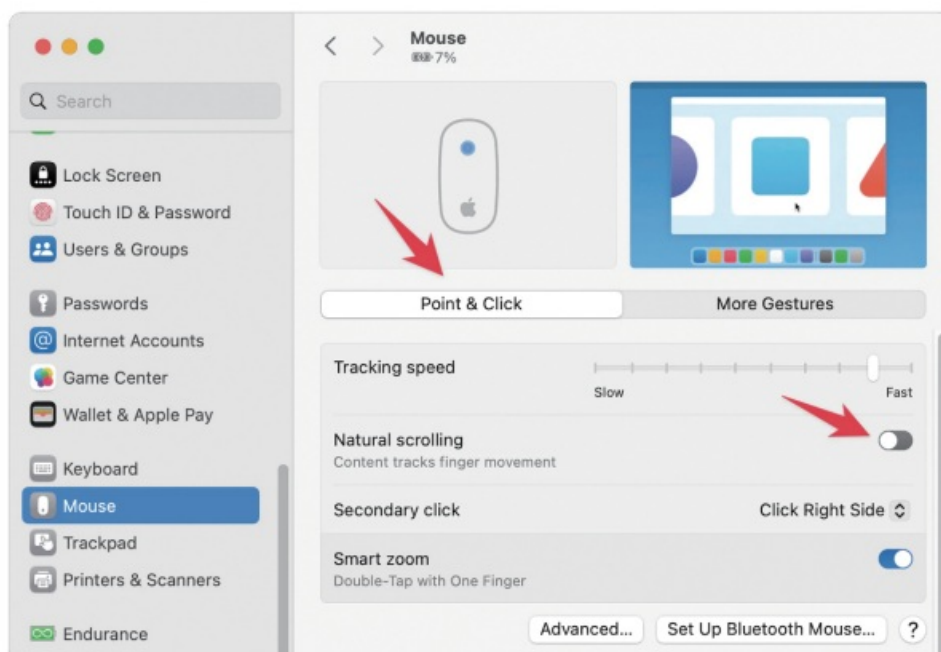 Mouse
7%
Search
Lock Screen
Touch ID & Password
Users & Groups
Passwords
Internet Accounts
Game Center
Wallet & Apple Pay
Keyboard
Mouse
Trackpad
Printers & Scanners
Endurance
Point & Click
More Gestures
Tracking speed
Slow
Fast
Natural scrolling
Content tracks finger movement
Secondary click
Click Right Side
Smart zoom
Double-Tap with One Finger
Advanced...
Set Up Bluetooth Mouse...
?